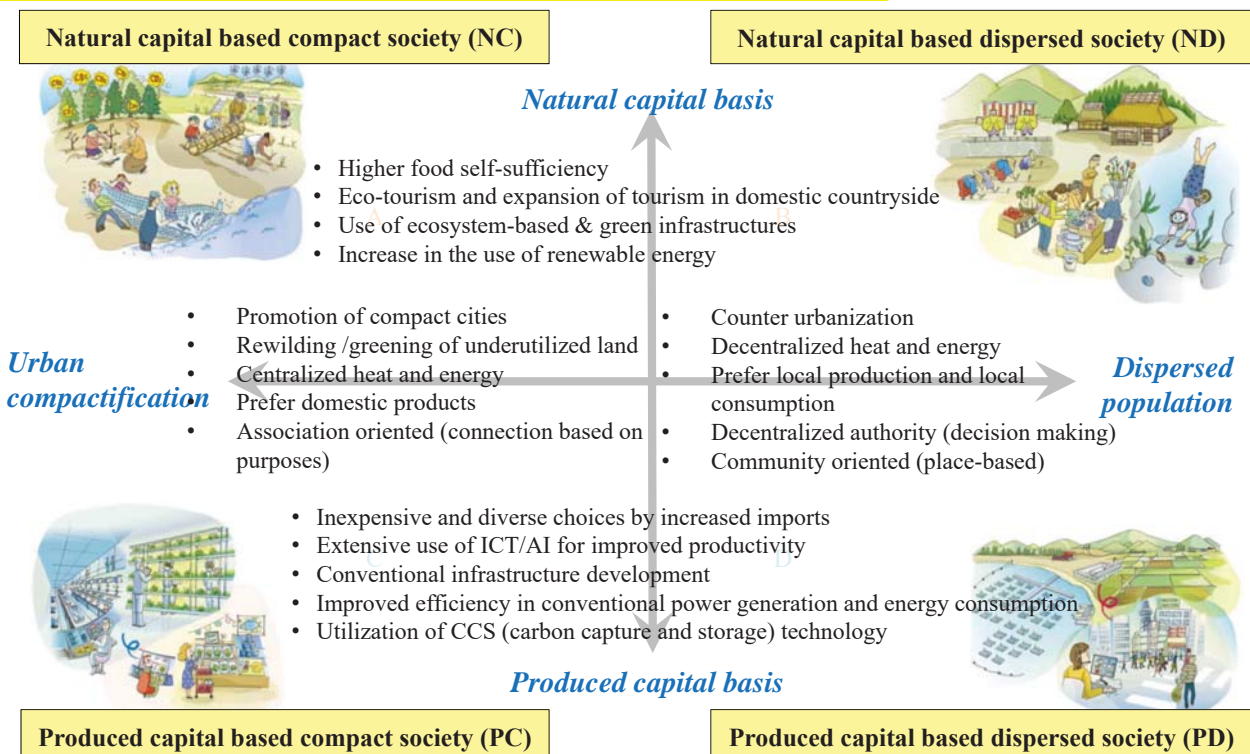 Natural capital based compact society (NC)
Natural capital based dispersed society (ND)
Natural capital basis
• Higher food self-sufficiency
• Eco-tourism and expansion of tourism in domestic countryside
A
B
• Use of ecosystem-based & green infrastructures
• Increase in the use of renewable energy
Urban
compactification
• Promotion of compact cities
• Rewilding /greening of underutilized land
• Centralized heat and energy
• Prefer domestic products
• Association oriented (connection based on
purposes)
• Counter urbanization
• Decentralized heat and energy
• Prefer local production and local
consumption
• Decentralized authority (decision making)
• Community oriented (place-based)
Dispersed
population
• Inexpensive and diverse choices by increased imports
• Extensive use of ICT/AI for improved productivity
C
D
• Conventional infrastructure development
• Improved efficiency in conventional power generation and energy consumption
• Utilization of CCS (carbon capture and storage) technology
Produced capital basis
Produced capital based compact society (PC)
Produced capital based dispersed society (PD)